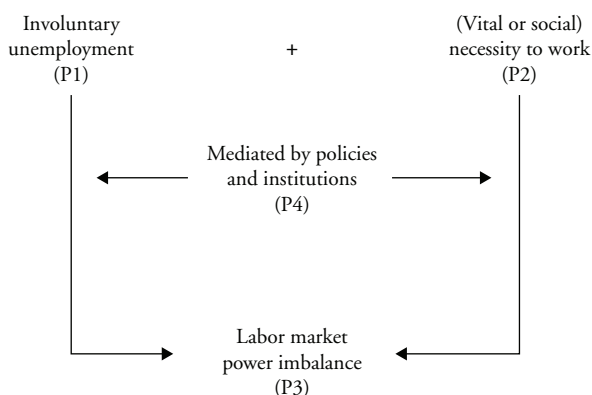 Involuntary
unemployment
(P1)
+
(Vital or social)
necessity to work
(P2)
Mediated by policies
and institutions
(P4)
Labor market
power imbalance
(P3)